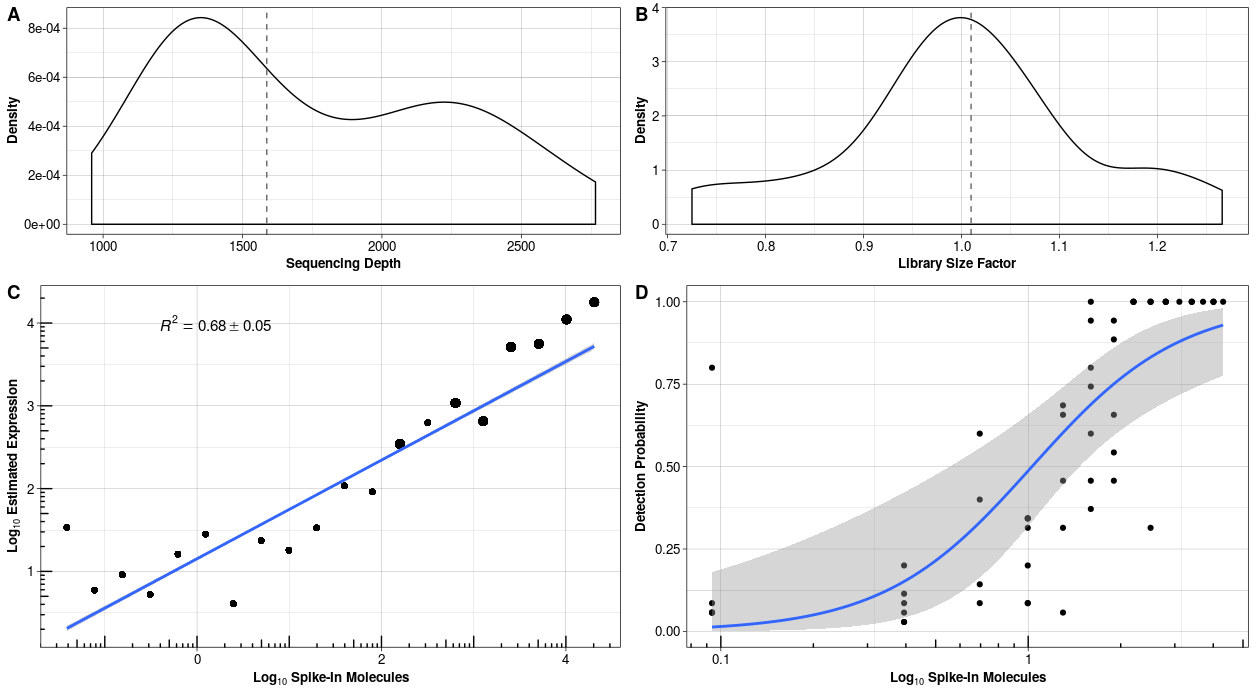 A
8e-04
6e-04
4e-04
2e-04
0e+00
Density
1000 1500 2000 2500
Sequencing Depth
B
4
3
2
1
0
Density
0.7 0.8 0.9 1.0 1.1 1.2
Library Size Factor
C
R² = 0.68 ± 0.05
4
3
2
1
Log₁₀ Estimated Expression
0 2 4
Log₁₀ Spike-In Molecules
D
1.00
0.75
0.50
0.25
0.00
Detection Probability
0.1 1
Log₁₀ Spike-In Molecules